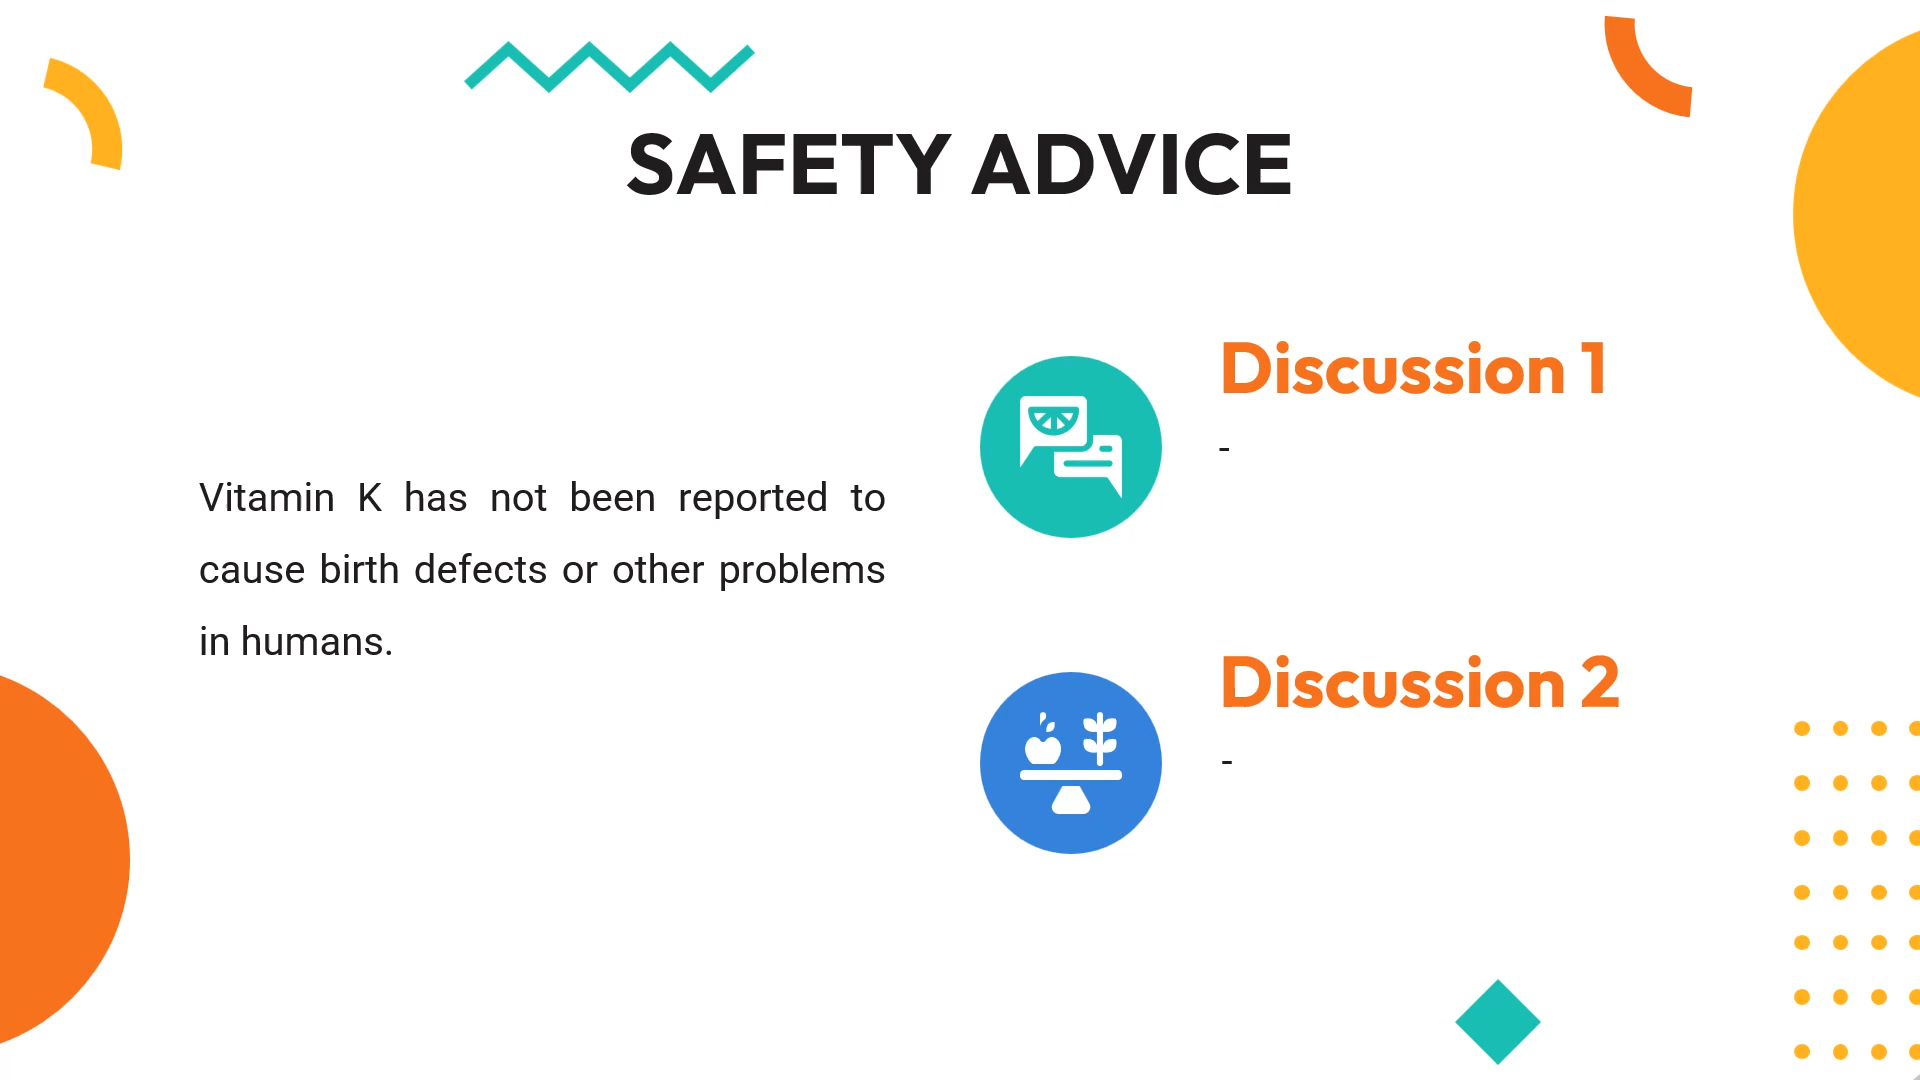 SAFETY ADVICE
Vitamin K has not been reported to
cause birth defects or other problems
in humans.
Discussion 1
-
Discussion 2
-